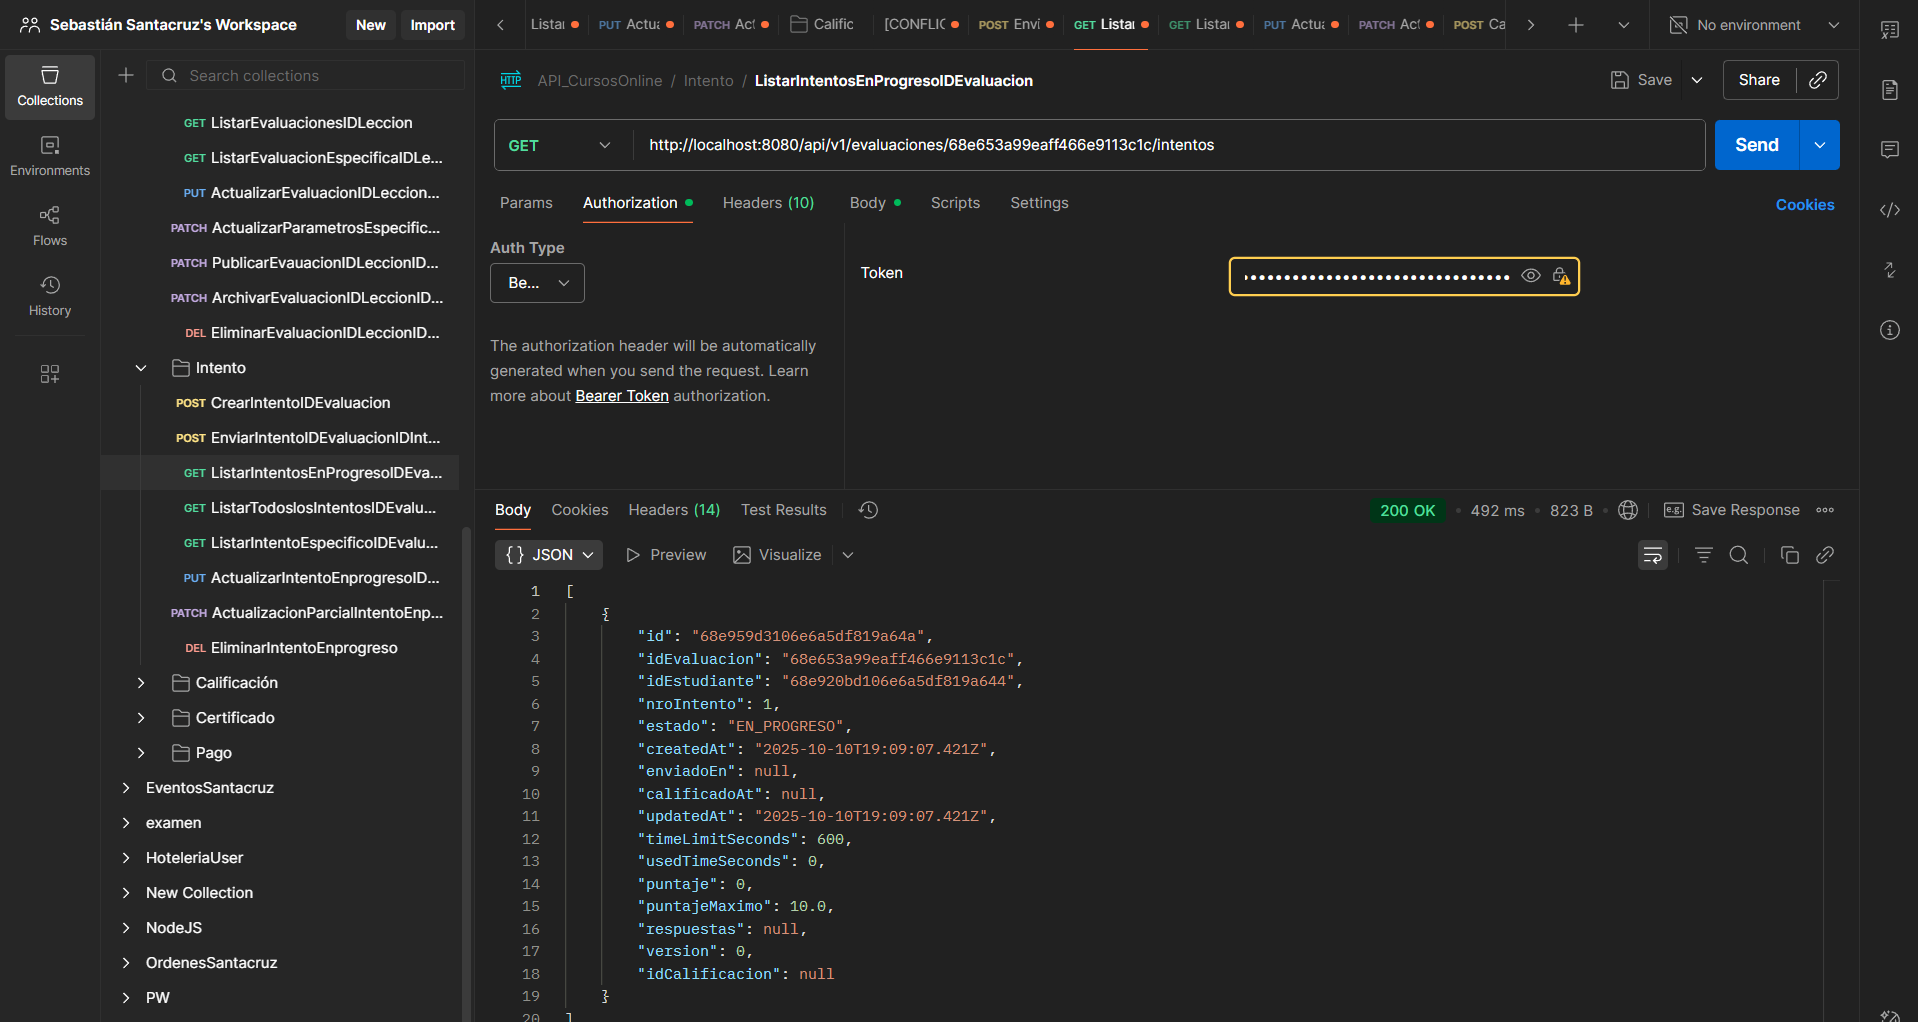 Sebastián Santacruz's Workspace
New
Import
Listar
PUT Actua
PATCH Act
Calific
[CONFLIC
POST Envi
GET Listar
GET Listar
PUT Actua
PATCH Act
POST Ca
No environment
Collections
Environments
Flows
History
Search collections
GET ListarEvaluacionesIDLeccion
GET ListarEvaluacionEspecificaIDLe...
PUT ActualizarEvaluacionIDLeccion...
PATCH ActualizarParametrosEspecific...
PATCH PublicarEvauacionIDLeccionID...
PATCH ArchivarEvaluacionIDLeccionID...
DEL EliminarEvaluacionIDLeccionID...
Intento
POST CrearIntentoIDEvaluacion
POST EnviarIntentoIDEvaluacionIDInt...
GET ListarIntentosEnProgresoIDEva...
GET ListarTodoslosIntentosIDEvalu...
GET ListarIntentoEspecificoIDEvalu...
PUT ActualizarIntentoEnprogresoID...
PATCH ActualizacionParcialIntentoEnp...
DEL EliminarIntentoEnprogreso
Calificación
Certificado
Pago
EventosSantacruz
examen
HoteleriaUser
New Collection
NodeJS
OrdenesSantacruz
PW
HTTP API_CursosOnline / Intento / ListarIntentosEnProgresoIDEvaluacion
Save
Share
GET
http://localhost:8080/api/v1/evaluaciones/68e653a99eaff466e9113c1c/intentos
Send
Params
Authorization
Headers (10)
Body
Scripts
Settings
Cookies
Auth Type
Be...
The authorization header will be automatically
generated when you send the request. Learn
more about Bearer Token authorization.
Token
Body
Cookies
Headers (14)
Test Results
200 OK • 492 ms • 823 B
e.g. Save Response
{} JSON
Preview
Visualize
1 [
2 {
3 "id": "68e959d3106e6a5df819a64a",
4 "idEvaluacion": "68e653a99eaff466e9113c1c",
5 "idEstudiante": "68e920bd106e6a5df819a644",
6 "nroIntento": 1,
7 "estado": "EN_PROGRESO",
8 "createdAt": "2025-10-10T19:09:07.421Z",
9 "enviadoEn": null,
10 "calificadoAt": null,
11 "updatedAt": "2025-10-10T19:09:07.421Z",
12 "timeLimitSeconds": 600,
13 "usedTimeSeconds": 0,
14 "puntaje": 0,
15 "puntajeMaximo": 10.0,
16 "respuestas": null,
17 "version": 0,
18 "idCalificacion": null
19 }
20 ]